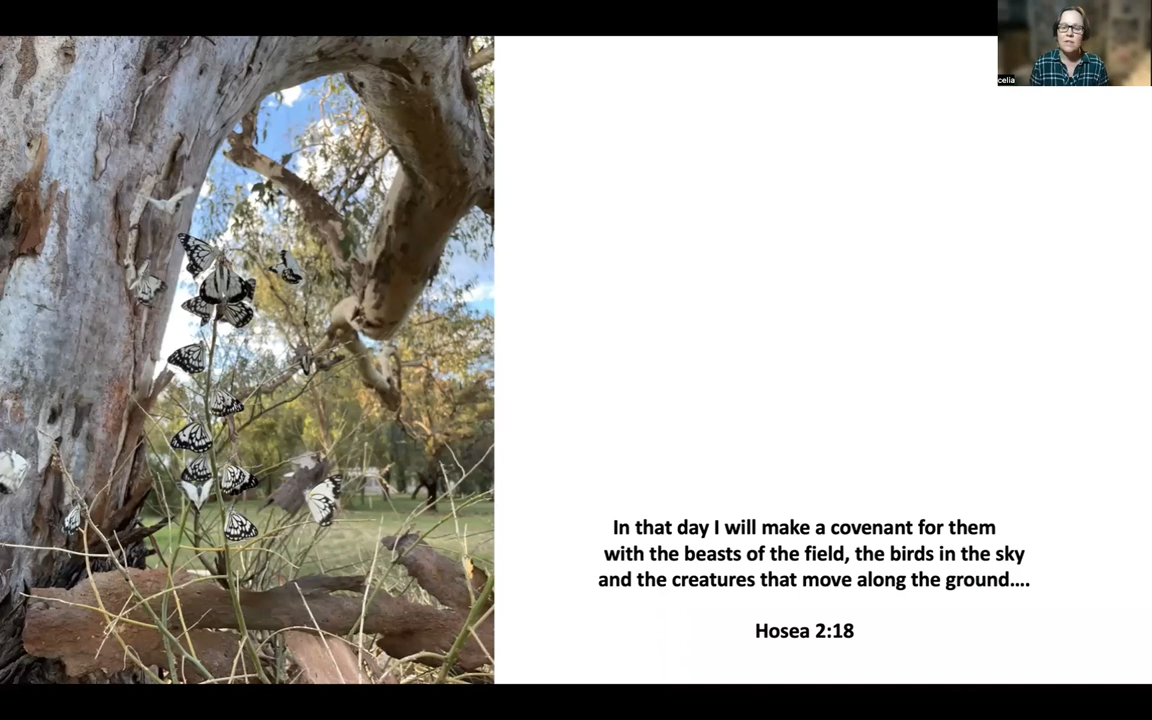 celia
In that day I will make a covenant for them
with the beasts of the field, the birds in the sky
and the creatures that move along the ground....
Hosea 2:18